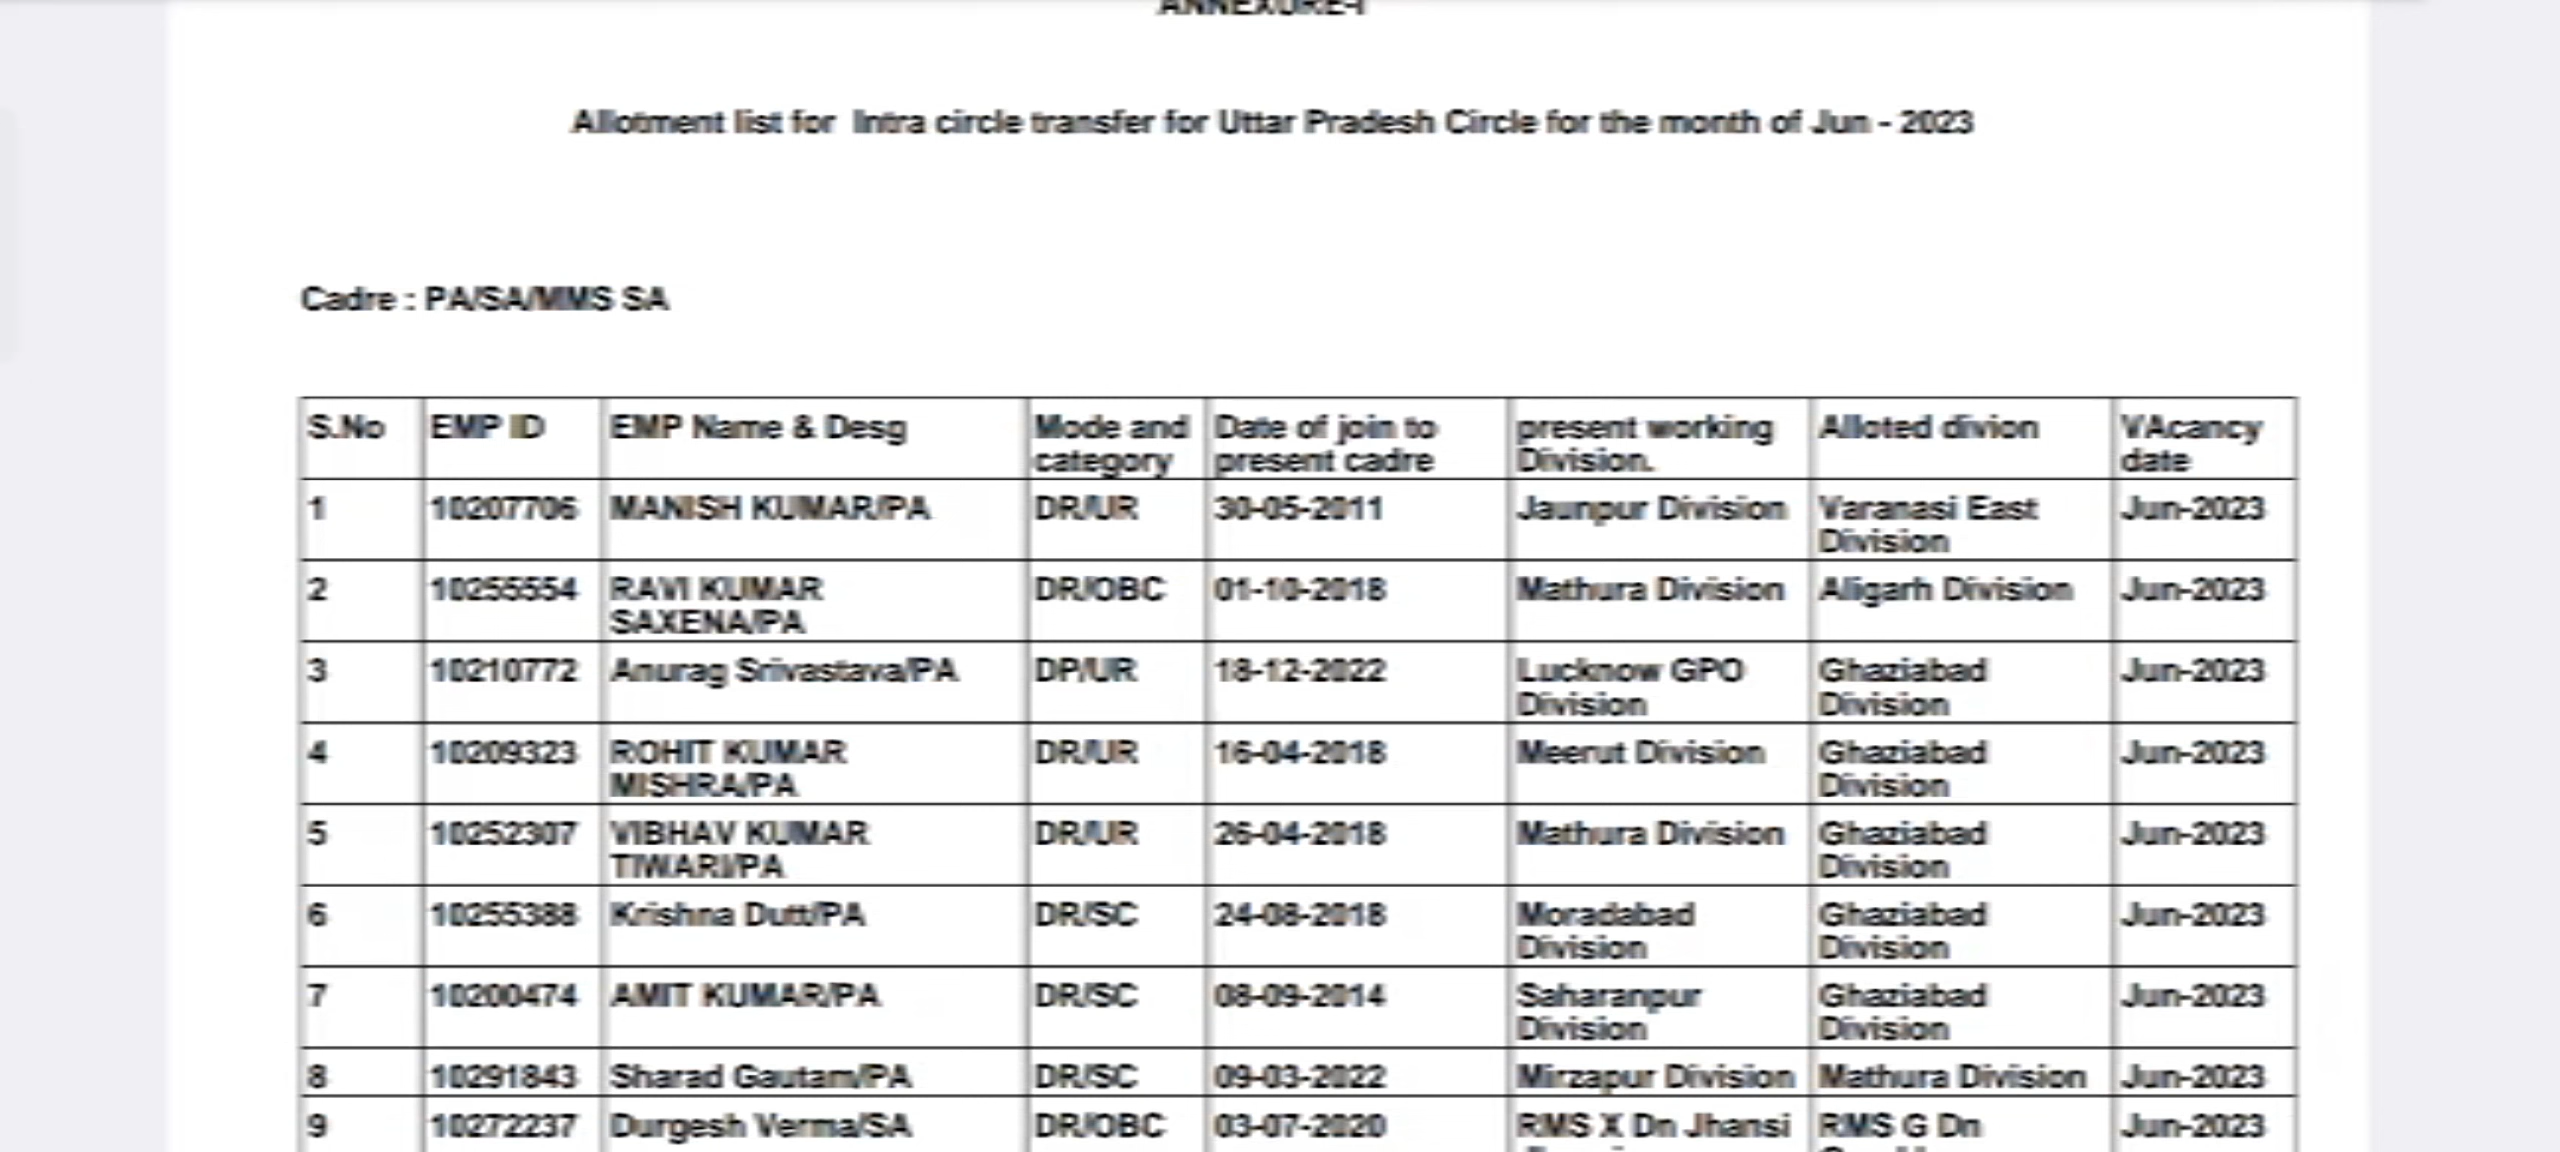 ANNEXURE-I
Allotment list for Intra circle transfer for Uttar Pradesh Circle for the month of Jun - 2023
Cadre : PA/SA/MMS SA
S.No EMP ID EMP Name & Desg Mode and category Date of join to present cadre present working Division. Alloted divion VAcancy date
1 10207706 MANISH KUMAR/PA DR/UR 30-05-2011 Jaunpur Division Varanasi East Division Jun-2023
2 10255554 RAVI KUMAR SAXENA/PA DR/OBC 01-10-2018 Mathura Division Aligarh Division Jun-2023
3 10210772 Anurag Srivastava/PA DP/UR 18-12-2022 Lucknow GPO Division Ghaziabad Division Jun-2023
4 10209323 ROHIT KUMAR MISHRA/PA DR/UR 16-04-2018 Meerut Division Ghaziabad Division Jun-2023
5 10252307 VIBHAV KUMAR TIWARI/PA DR/UR 26-04-2018 Mathura Division Ghaziabad Division Jun-2023
6 10255388 Krishna Dutt/PA DR/SC 24-08-2018 Moradabad Division Ghaziabad Division Jun-2023
7 10200474 AMIT KUMAR/PA DR/SC 08-09-2014 Saharanpur Division Ghaziabad Division Jun-2023
8 10291843 Sharad Gautam/PA DR/SC 09-03-2022 Mirzapur Division Mathura Division Jun-2023
9 10272237 Durgesh Verma/SA DR/OBC 03-07-2020 RMS X Dn Jhansi RMS G Dn Jun-2023